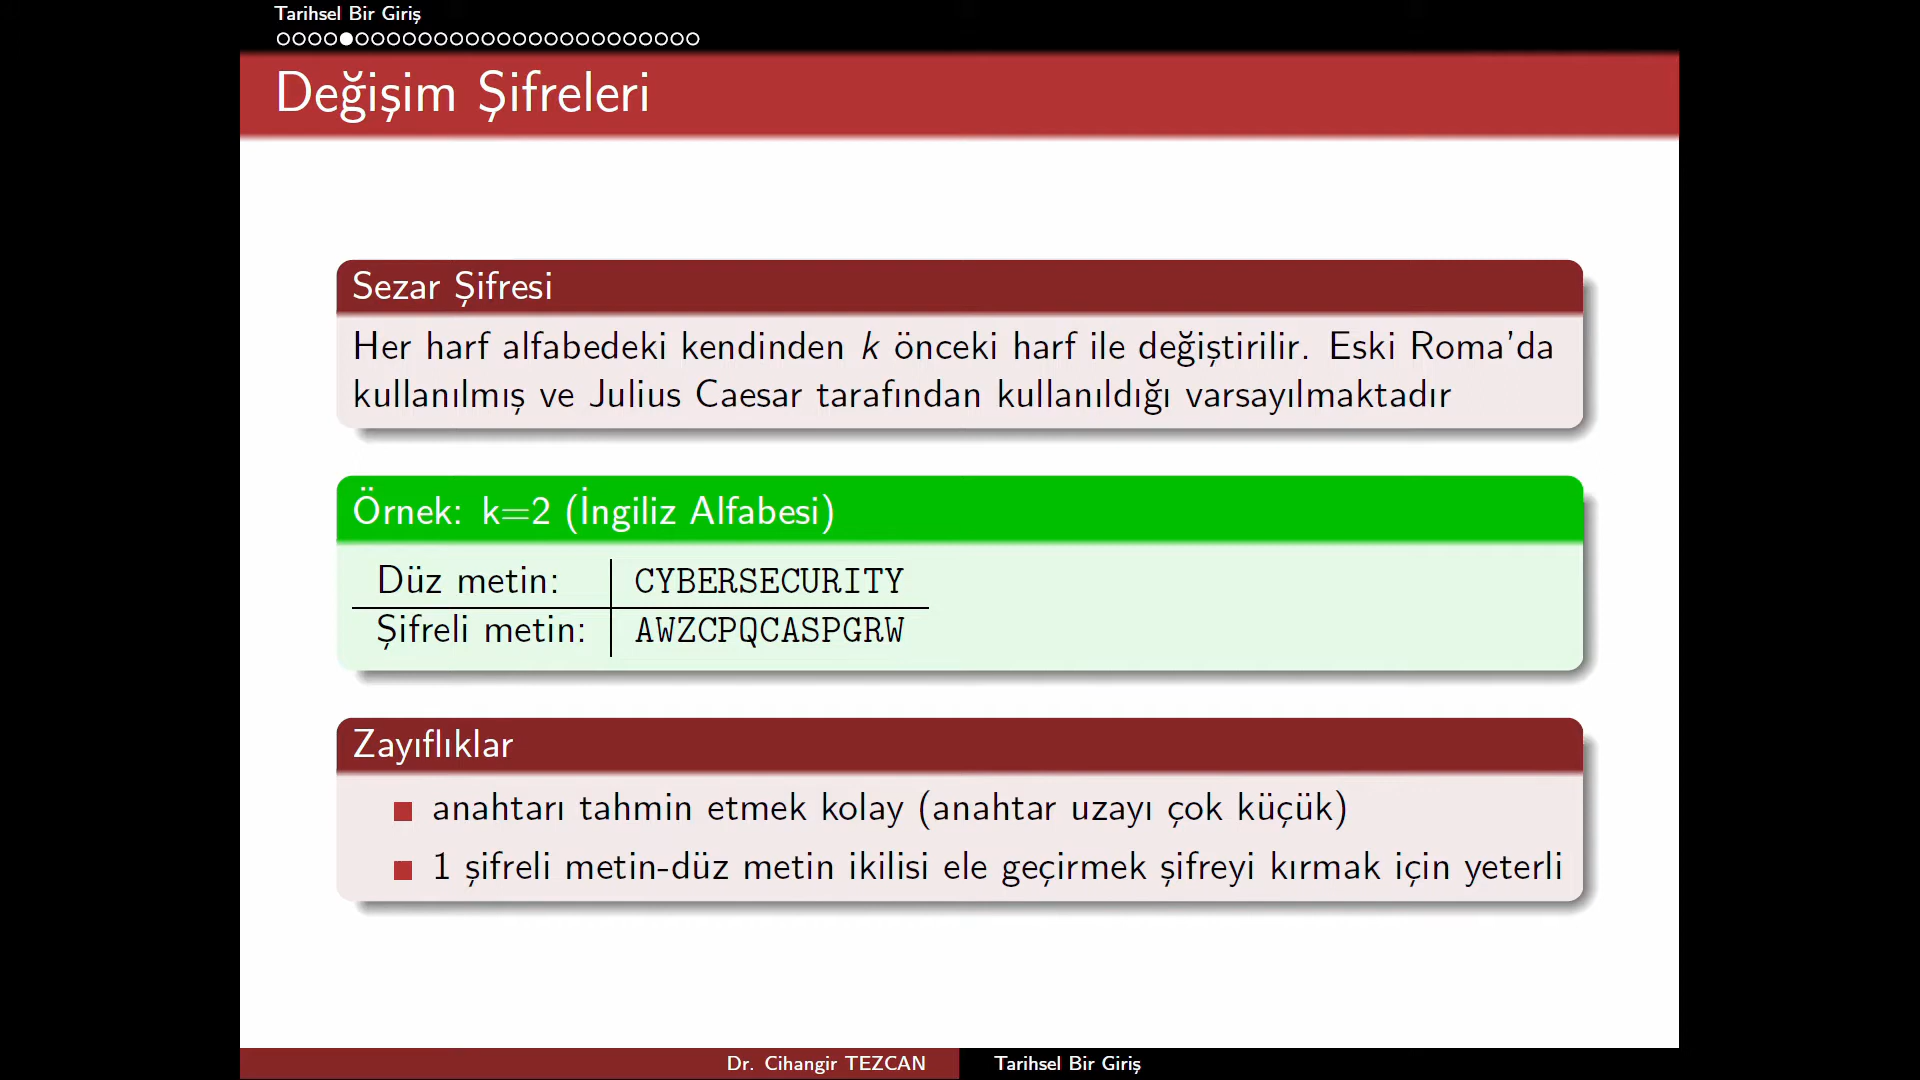 Tarihsel Bir Giriş
Değişim Şifreleri
Sezar Şifresi
Her harf alfabedeki kendinden k önceki harf ile değiştirilir. Eski Roma'da
kullanılmış ve Julius Caesar tarafından kullanıldığı varsayılmaktadır
Örnek: k=2 (İngiliz Alfabesi)
Düz metin: CYBERSECURITY
Şifreli metin: AWZCPQCASPGRW
Zayıflıklar
anahtarı tahmin etmek kolay (anahtar uzayı çok küçük)
1 şifreli metin-düz metin ikilisi ele geçirmek şifreyi kırmak için yeterli
Dr. Cihangir TEZCAN Tarihsel Bir Giriş